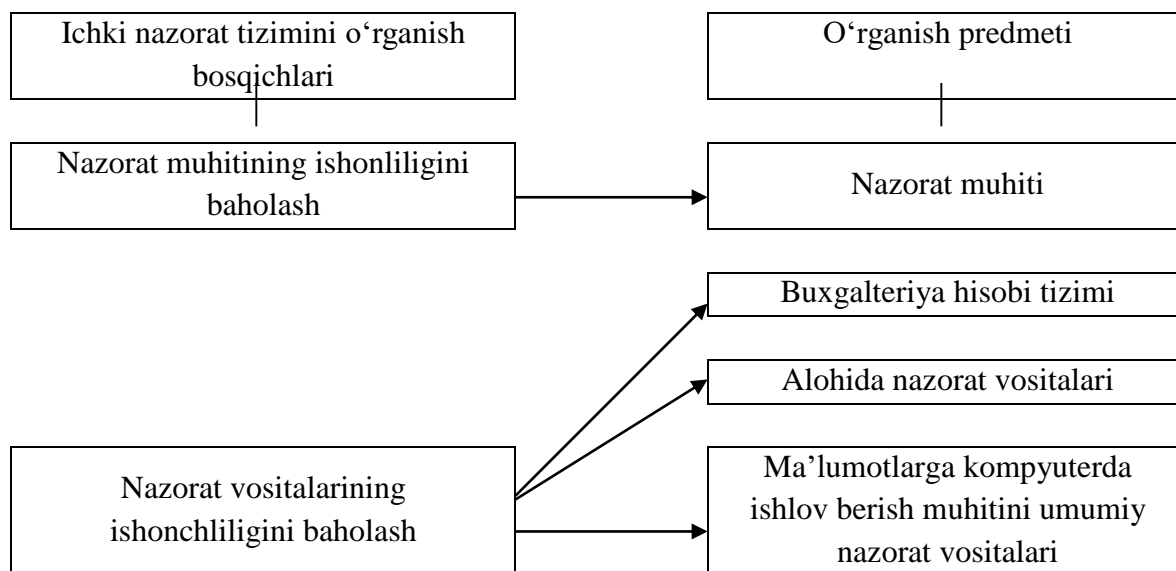 Ichki nazorat tizimini o‘rganish
bosqichlari
O‘rganish predmeti
Nazorat muhitining ishonliligini
baholash
Nazorat muhiti
Buxgalteriya hisobi tizimi
Alohida nazorat vositalari
Nazorat vositalarining
ishonchliligini baholash
Ma’lumotlarga kompyuterda
ishlov berish muhitini umumiy
nazorat vositalari